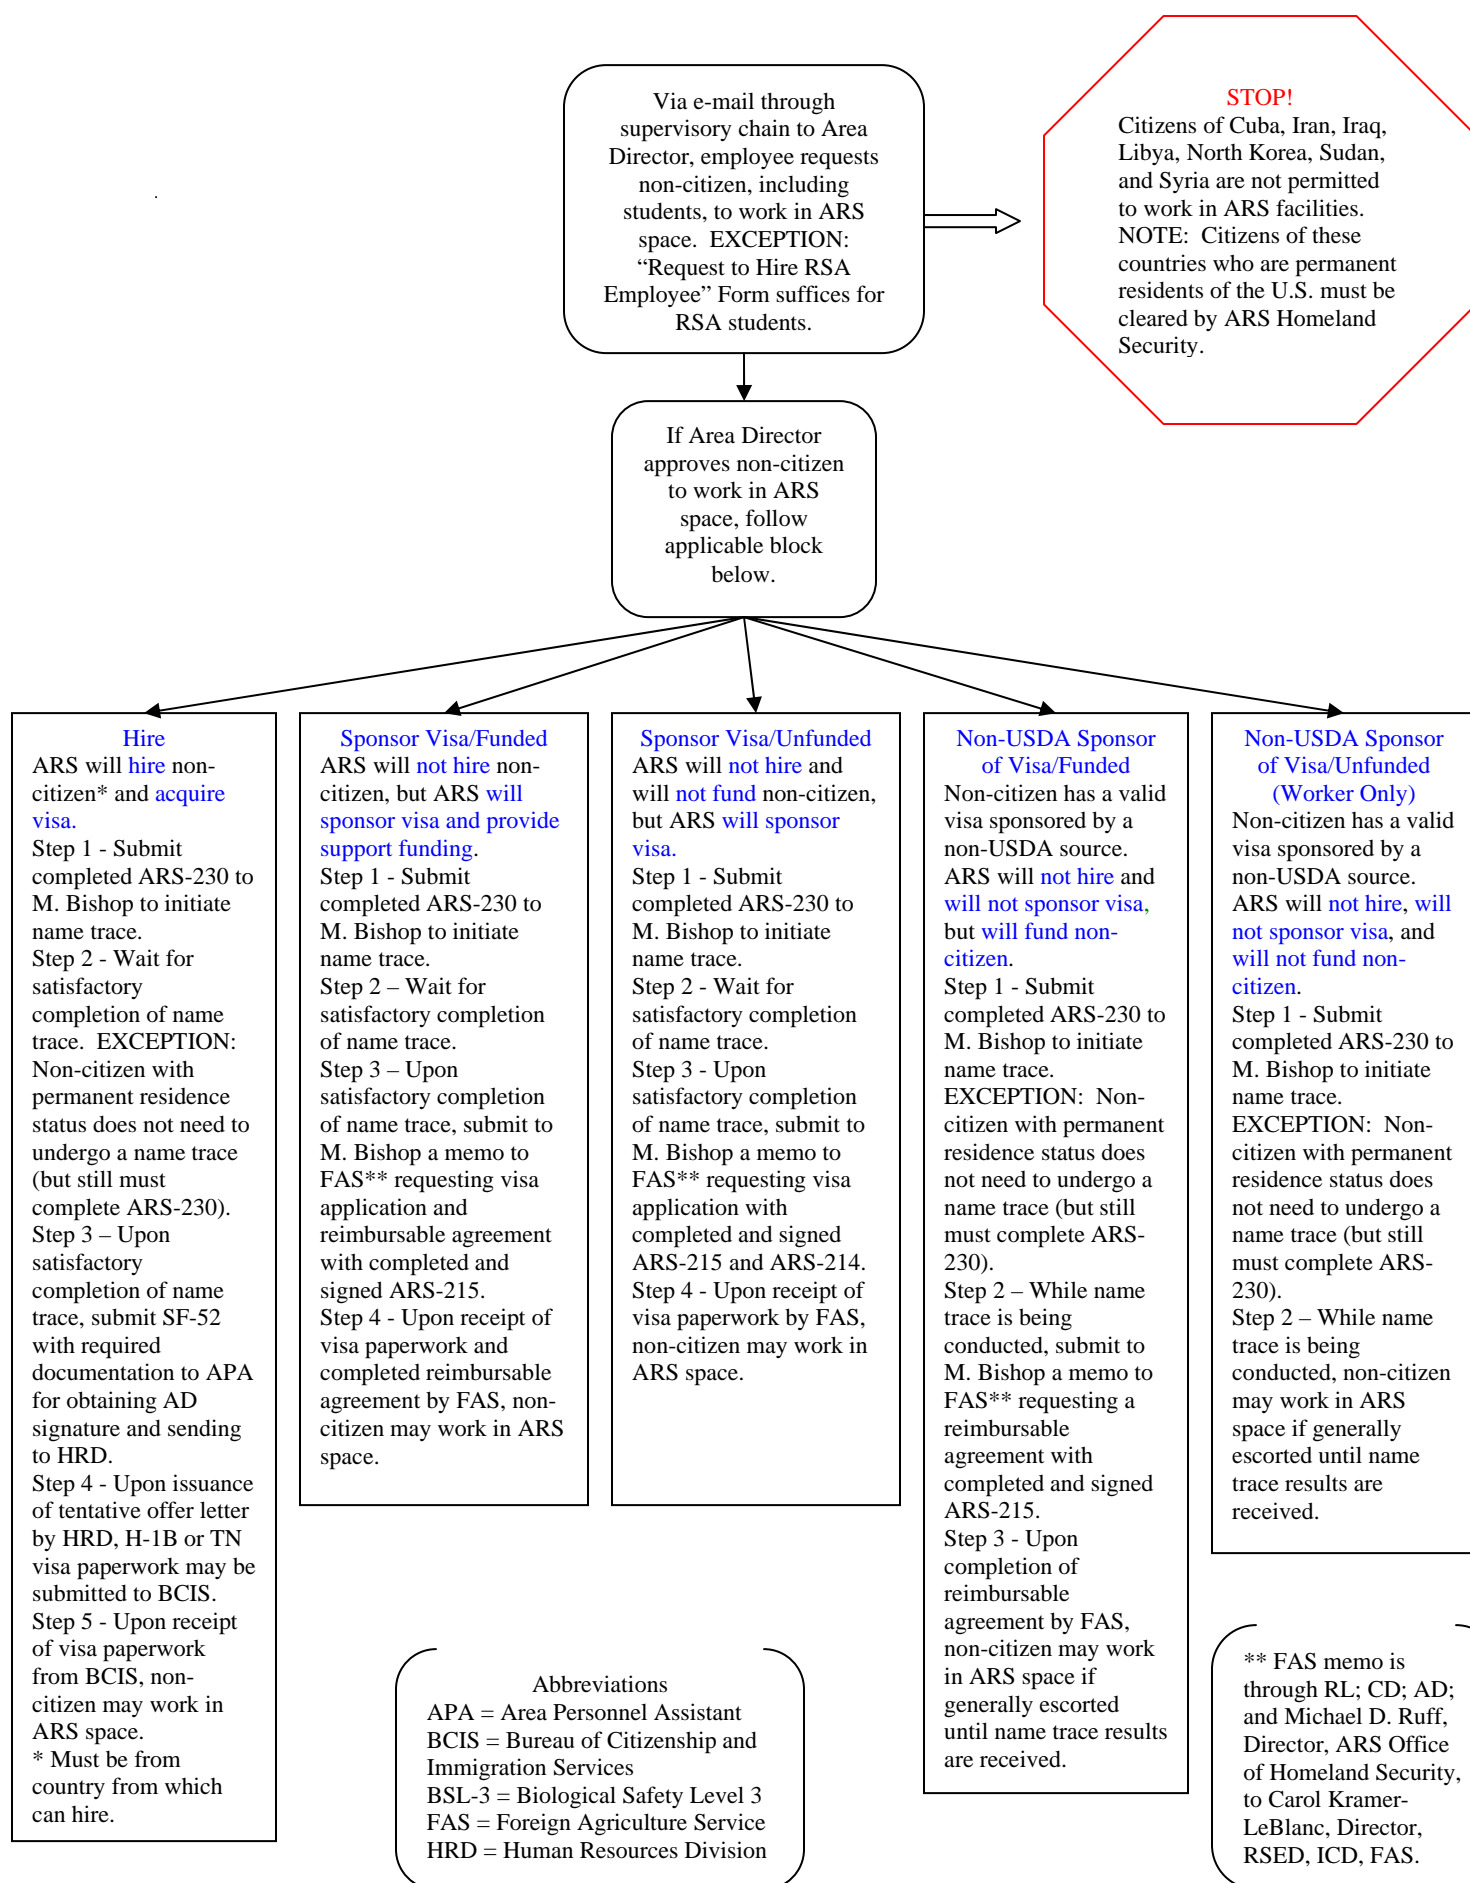 Via e-mail through
supervisory chain to Area
Director, employee requests
non-citizen, including
students, to work in ARS
space.  EXCEPTION:
“Request to Hire RSA
Employee” Form suffices for
RSA students.
STOP!
Citizens of Cuba, Iran, Iraq,
Libya, North Korea, Sudan,
and Syria are not permitted
to work in ARS facilities.
NOTE:  Citizens of these
countries who are permanent
residents of the U.S. must be
cleared by ARS Homeland
Security.
If Area Director
approves non-citizen
to work in ARS
space, follow
applicable block
below.
Hire
ARS will hire non-
citizen* and acquire
visa.
Step 1 - Submit
completed ARS-230 to
M. Bishop to initiate
name trace.
Step 2 - Wait for
satisfactory
completion of name
trace.  EXCEPTION:
Non-citizen with
permanent residence
status does not need to
undergo a name trace
(but still must
complete ARS-230).
Step 3 – Upon
satisfactory
completion of name
trace, submit SF-52
with required
documentation to APA
for obtaining AD
signature and sending
to HRD.
Step 4 - Upon issuance
of tentative offer letter
by HRD, H-1B or TN
visa paperwork may be
submitted to BCIS.
Step 5 - Upon receipt
of visa paperwork
from BCIS, non-
citizen may work in
ARS space.
* Must be from
country from which
can hire.
Sponsor Visa/Funded
ARS will not hire non-
citizen, but ARS will
sponsor visa and provide
support funding.
Step 1 - Submit
completed ARS-230 to
M. Bishop to initiate
name trace.
Step 2 – Wait for
satisfactory completion
of name trace.
Step 3 – Upon
satisfactory completion
of name trace, submit to
M. Bishop a memo to
FAS** requesting visa
application and
reimbursable agreement
with completed and
signed ARS-215.
Step 4 - Upon receipt of
visa paperwork and
completed reimbursable
agreement by FAS, non-
citizen may work in ARS
space.
Sponsor Visa/Unfunded
ARS will not hire and
will not fund non-citizen,
but ARS will sponsor
visa.
Step 1 - Submit
completed ARS-230 to
M. Bishop to initiate
name trace.
Step 2 - Wait for
satisfactory completion
of name trace.
Step 3 - Upon
satisfactory completion
of name trace, submit to
M. Bishop a memo to
FAS** requesting visa
application with
completed and signed
ARS-215 and ARS-214.
Step 4 - Upon receipt of
visa paperwork by FAS,
non-citizen may work in
ARS space.
Non-USDA Sponsor
of Visa/Funded
Non-citizen has a valid
visa sponsored by a
non-USDA source.
ARS will not hire and
will not sponsor visa,
but will fund non-
citizen.
Step 1 - Submit
completed ARS-230 to
M. Bishop to initiate
name trace.
EXCEPTION:  Non-
citizen with permanent
residence status does
not need to undergo a
name trace (but still
must complete ARS-
230).
Step 2 – While name
trace is being
conducted, submit to
M. Bishop a memo to
FAS** requesting a
reimbursable
agreement with
completed and signed
ARS-215.
Step 3 - Upon
completion of
reimbursable
agreement by FAS,
non-citizen may work
in ARS space if
generally escorted
until name trace results
are received.
Non-USDA Sponsor
of Visa/Unfunded
(Worker Only)
Non-citizen has a valid
visa sponsored by a
non-USDA source.
ARS will not hire, will
not sponsor visa, and
will not fund non-
citizen.
Step 1 - Submit
completed ARS-230 to
M. Bishop to initiate
name trace.
EXCEPTION:  Non-
citizen with permanent
residence status does
not need to undergo a
name trace (but still
must complete ARS-
230).
Step 2 – While name
trace is being
conducted, non-citizen
may work in ARS
space if generally
escorted until name
trace results are
received.
Abbreviations
APA = Area Personnel Assistant
BCIS = Bureau of Citizenship and
Immigration Services
BSL-3 = Biological Safety Level 3
FAS = Foreign Agriculture Service
HRD = Human Resources Division
** FAS memo is
through RL; CD; AD;
and Michael D. Ruff,
Director, ARS Office
of Homeland Security,
to Carol Kramer-
LeBlanc, Director,
RSED, ICD, FAS.